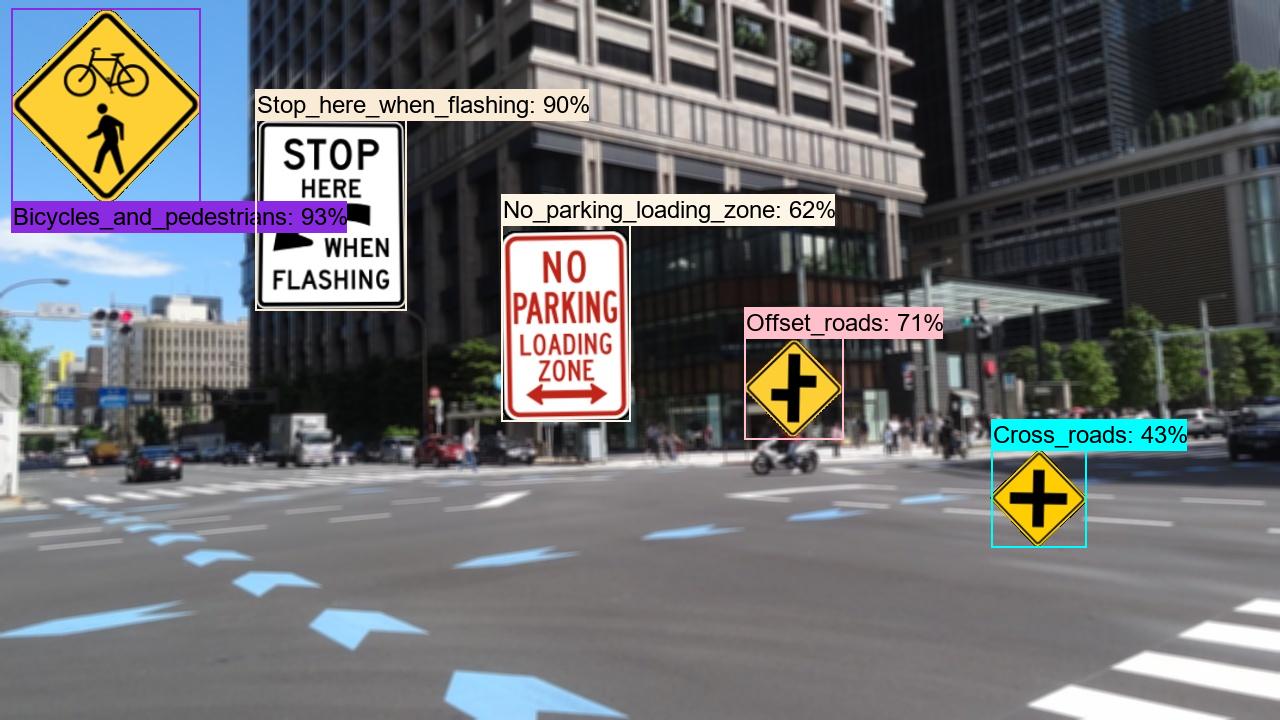 Bicycles_and_pedestrians: 93%
Stop_here_when_flashing: 90%
STOP
HERE
WHEN
FLASHING
No_parking_loading_zone: 62%
NO
PARKING
LOADING
ZONE
Offset_roads: 71%
Cross_roads: 43%